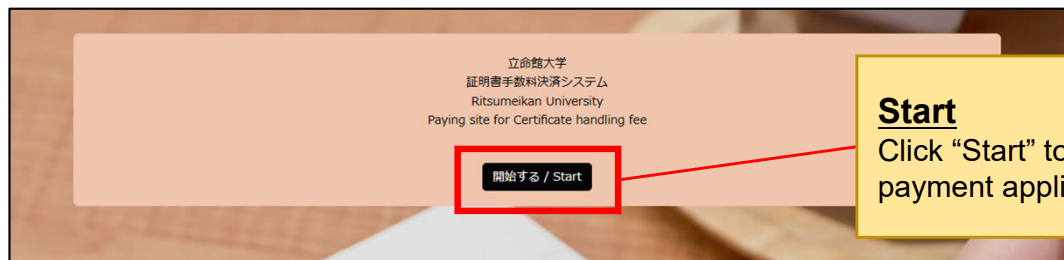 立命館大学
証明書手数料決済システム
Ritsumeikan University
Paying site for Certificate handling fee
開始する / Start
Start
Click “Start” to
payment appli